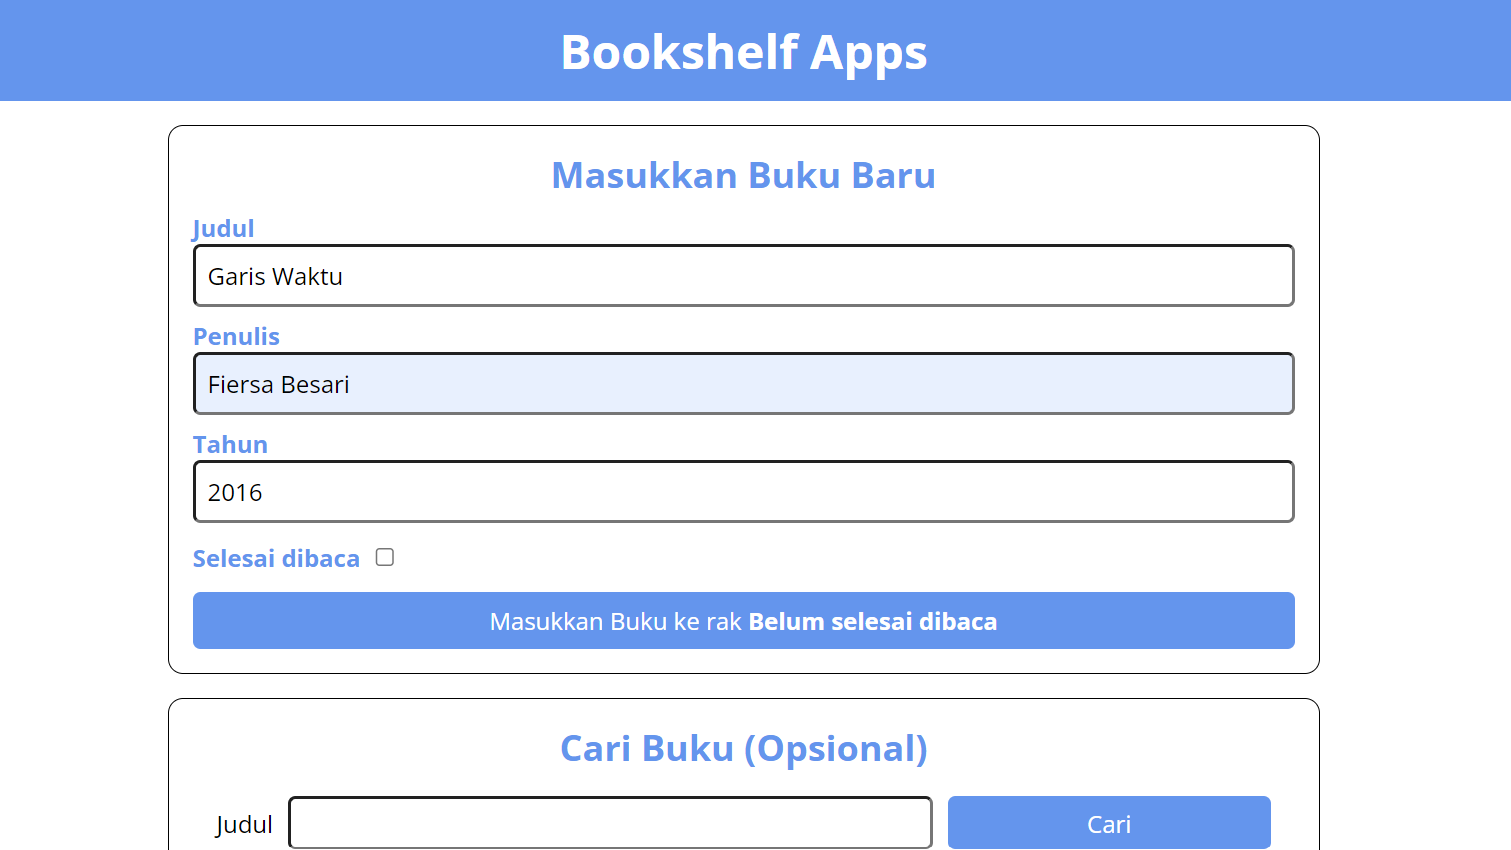 Bookshelf Apps
Masukkan Buku Baru
Judul
Garis Waktu
Penulis
Fiersa Besari
Tahun
2016
Selesai dibaca
Masukkan Buku ke rak Belum selesai dibaca
Cari Buku (Opsional)
Judul Cari